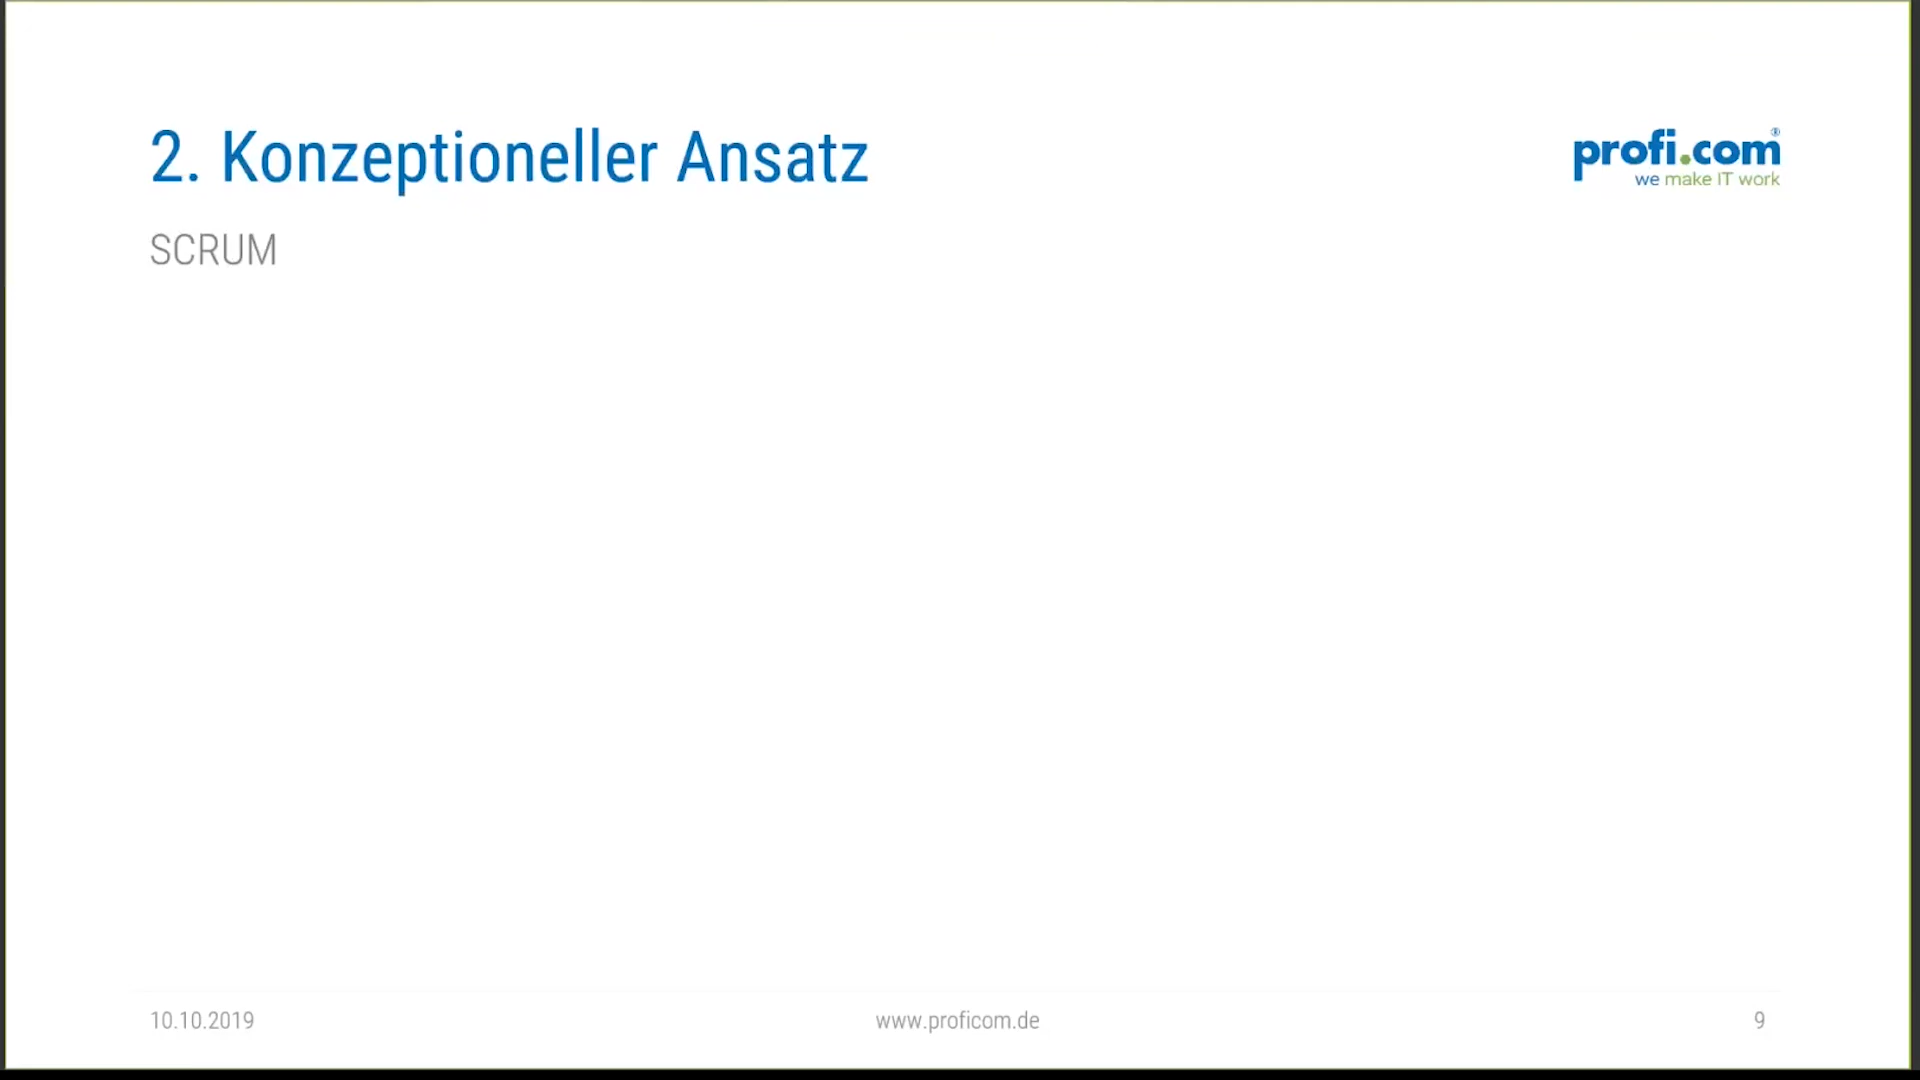 2. Konzeptioneller Ansatz
profi.com®
we make IT work
SCRUM
10.10.2019
www.proficom.de
9